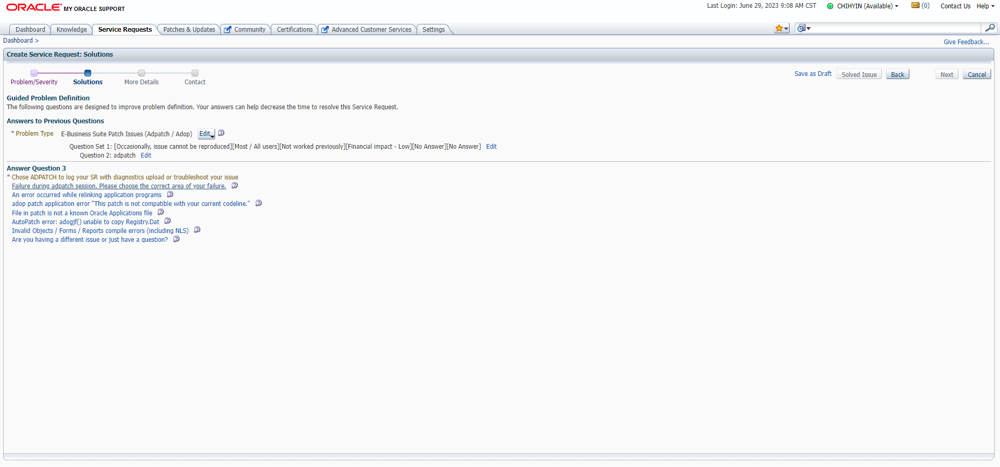 ORACLE MY ORACLE SUPPORT
Last Login: June 29, 2023 9:08 AM CST
CHIHYIN (Available)
(0)
Contact Us
Help
Dashboard
Knowledge
Service Requests
Patches & Updates
Community
Certifications
Advanced Customer Services
Settings
Dashboard >
Give Feedback...
Create Service Request: Solutions
Problem/Severity
Solutions
More Details
Contact
Save as Draft
Solved Issue
Back
Next
Cancel
Guided Problem Definition
The following questions are designed to improve problem definition. Your answers can help decrease the time to resolve this Service Request.
Answers to Previous Questions
* Problem Type E-Business Suite Patch Issues (Adpatch / Adop) Edit
Question Set 1: [Occasionally, issue cannot be reproduced][Most / All users][Not worked previously][Financial impact - Low][No Answer][No Answer] Edit
Question 2: adpatch Edit
Answer Question 3
* Chose ADPATCH to log your SR with diagnostics upload or troubleshoot your issue
Failure during adpatch session. Please choose the correct area of your failure.
An error occurred while relinking application programs
adop patch application error "This patch is not compatible with your current codeline."
File in patch is not a known Oracle Applications file
AutoPatch error: adogjf() unable to copy Registry.Dat
Invalid Objects / Forms / Reports compile errors (including NLS)
Are you having a different issue or just have a question?